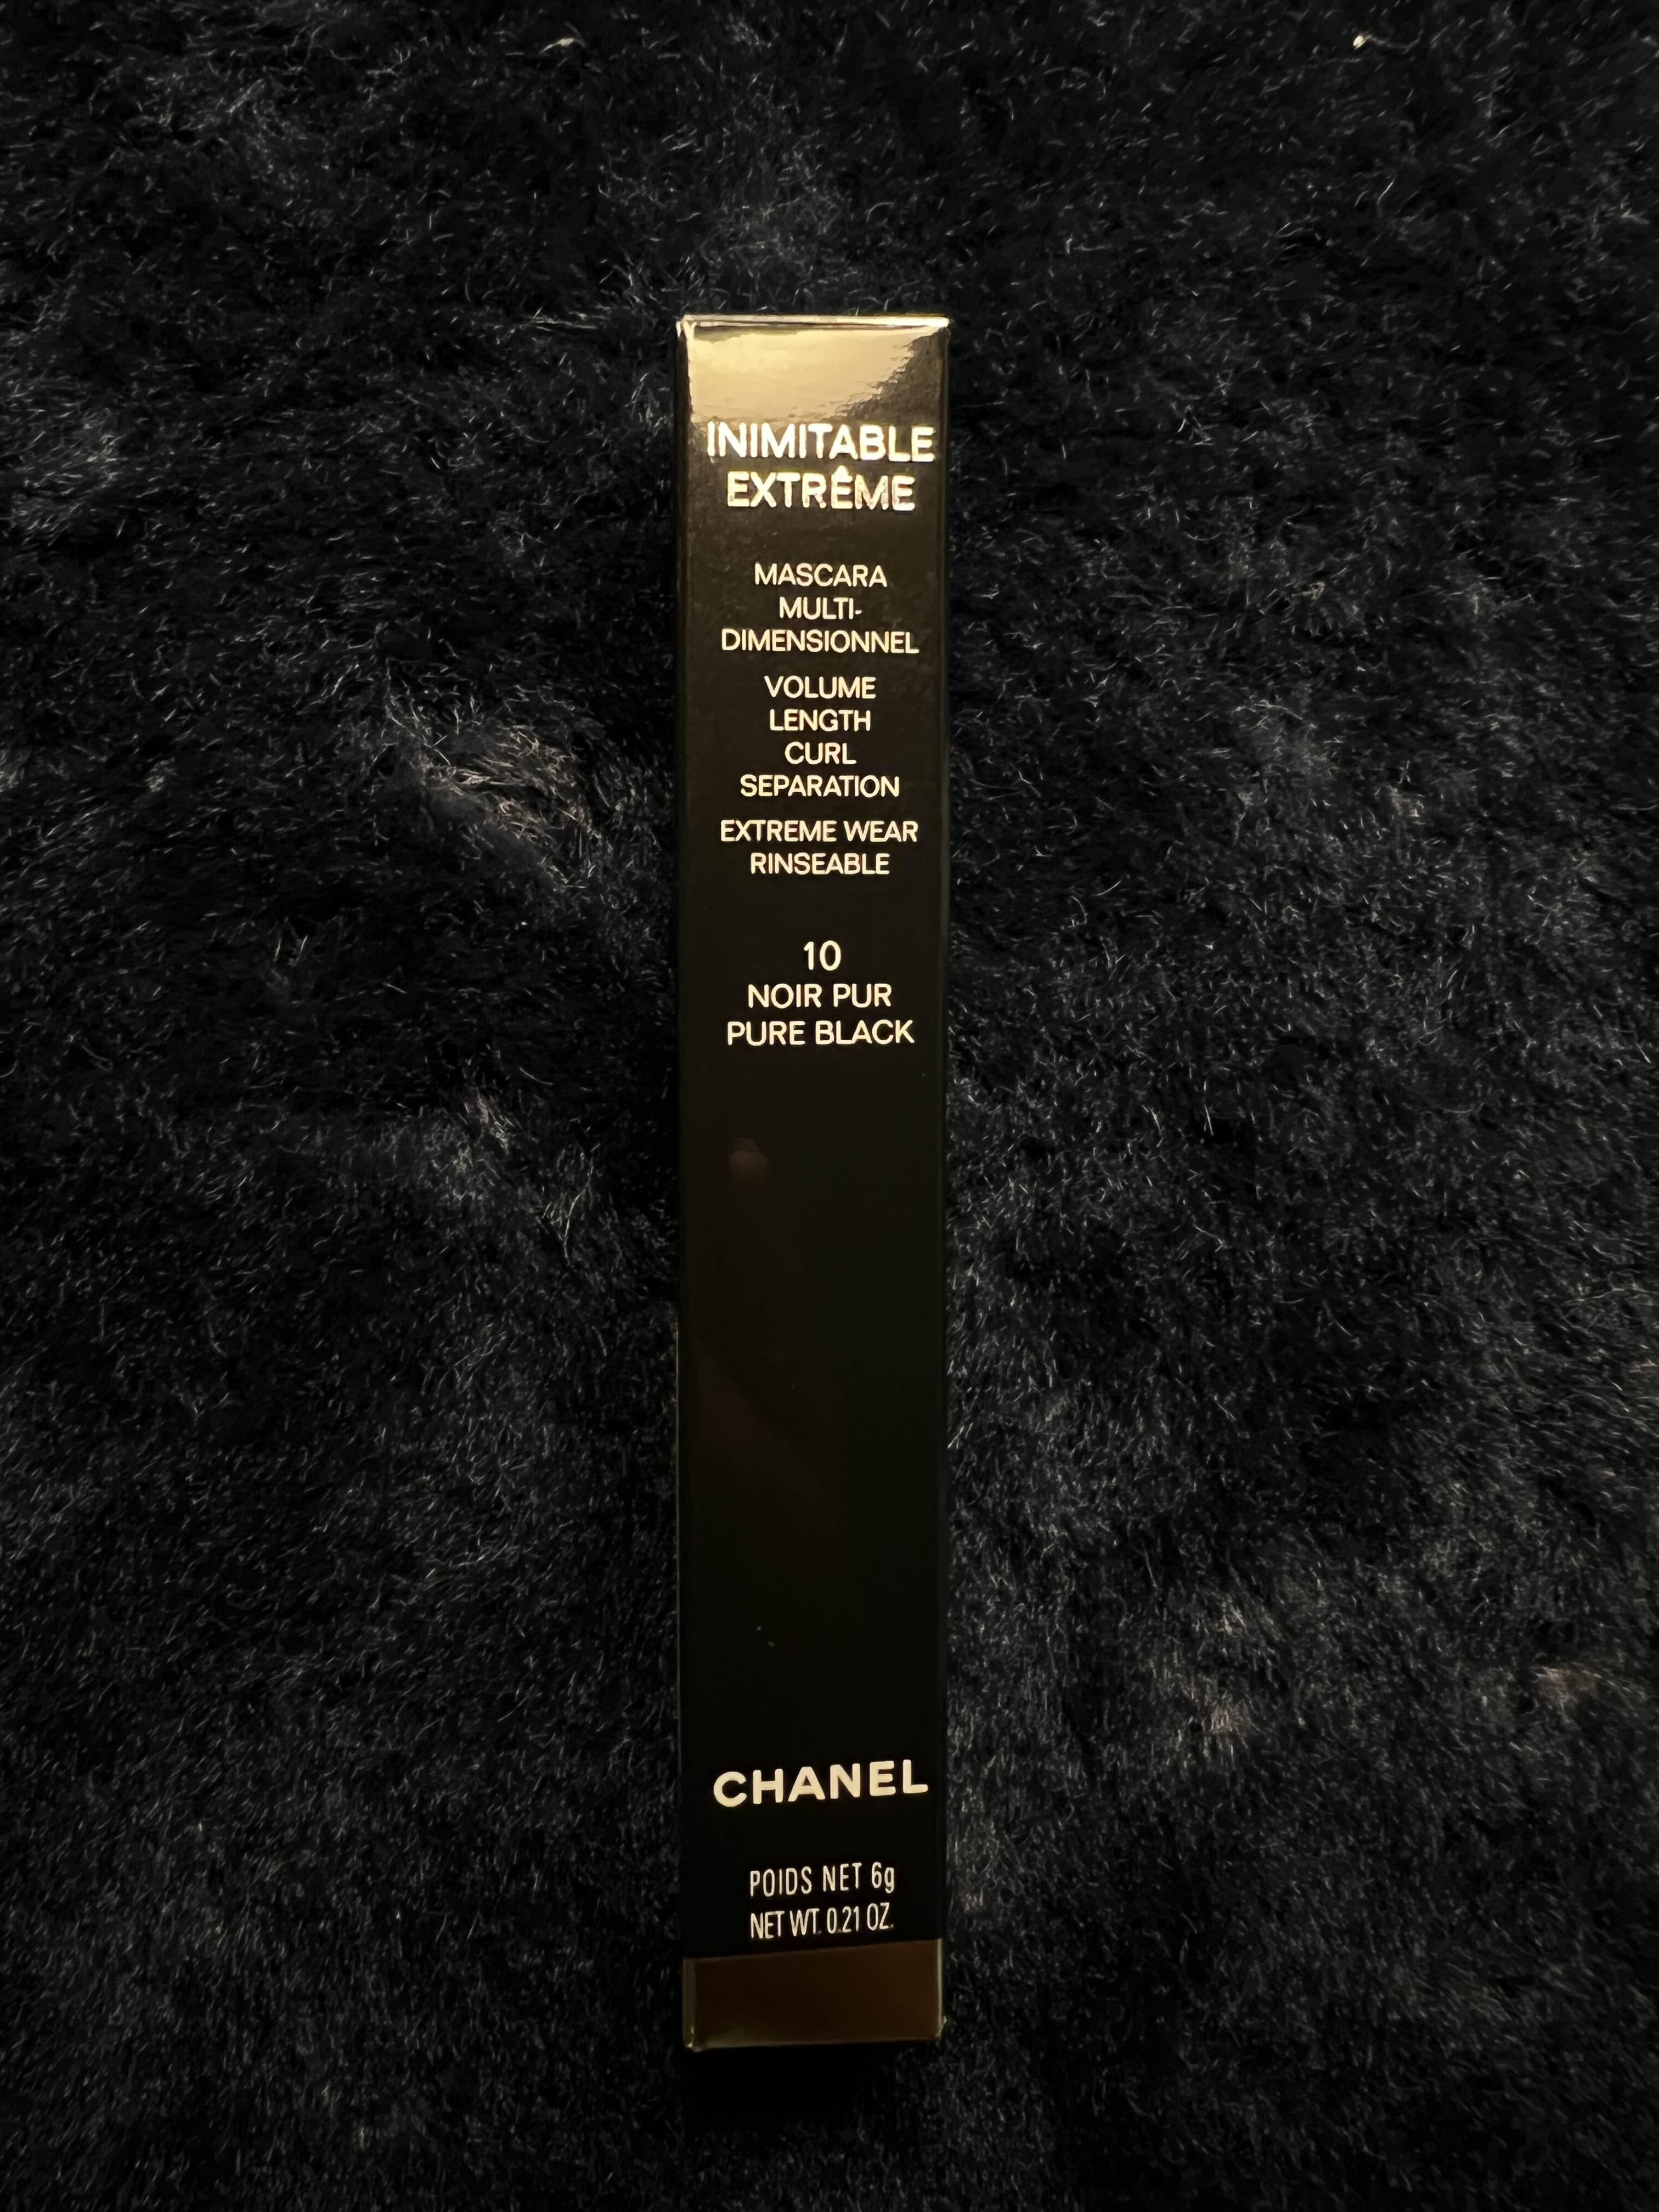 INIMITABLE
EXTRÊME
MASCARA
MULTI-
DIMENSIONNEL
VOLUME
LENGTH
CURL
SEPARATION
EXTREME WEAR
RINSEABLE
10
NOIR PUR
PURE BLACK
CHANEL
POIDS NET 6g
NET WT. 0.21 OZ.